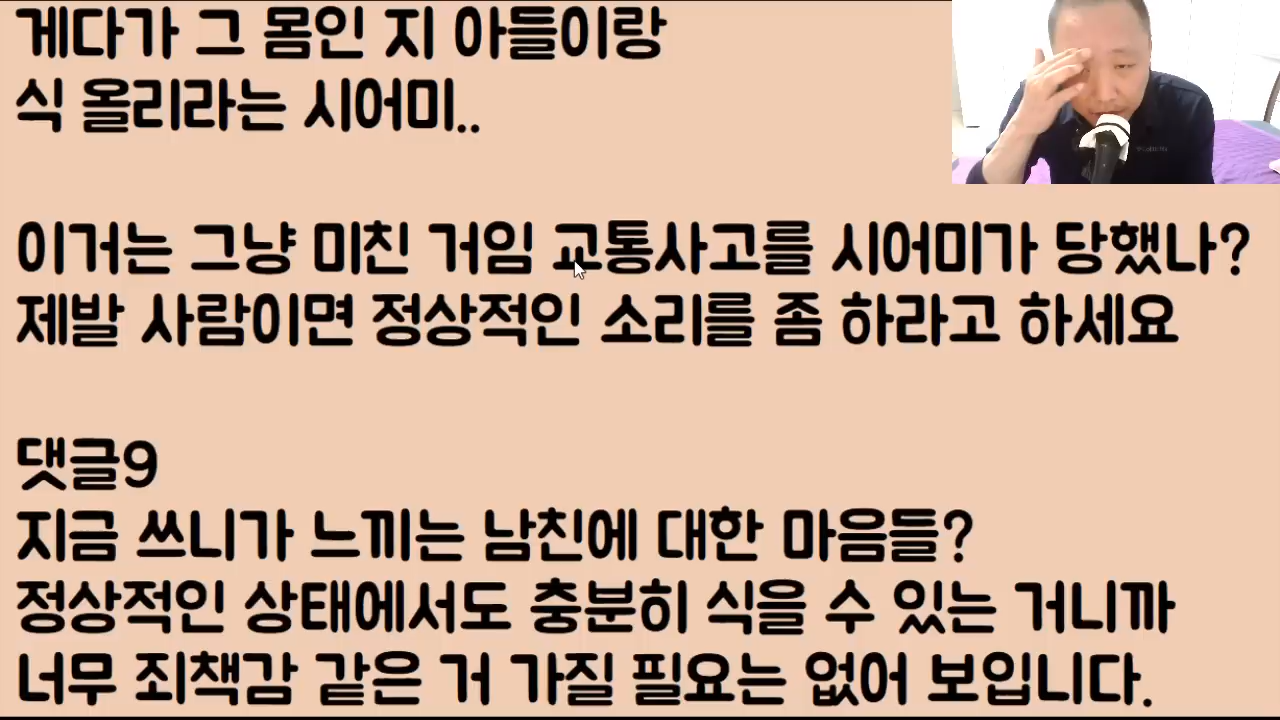 게다가 그 몸인 지 아들이랑
식 올리라는 시어미..
이거는 그냥 미친 거임 교통사고를 시어미가 당했나?
제발 사람이면 정상적인 소리를 좀 하라고 하세요
댓글9
지금 쓰니가 느끼는 남친에 대한 마음들?
정상적인 상태에서도 충분히 식을 수 있는 거니까
너무 죄책감 같은 거 가질 필요는 없어 보입니다.